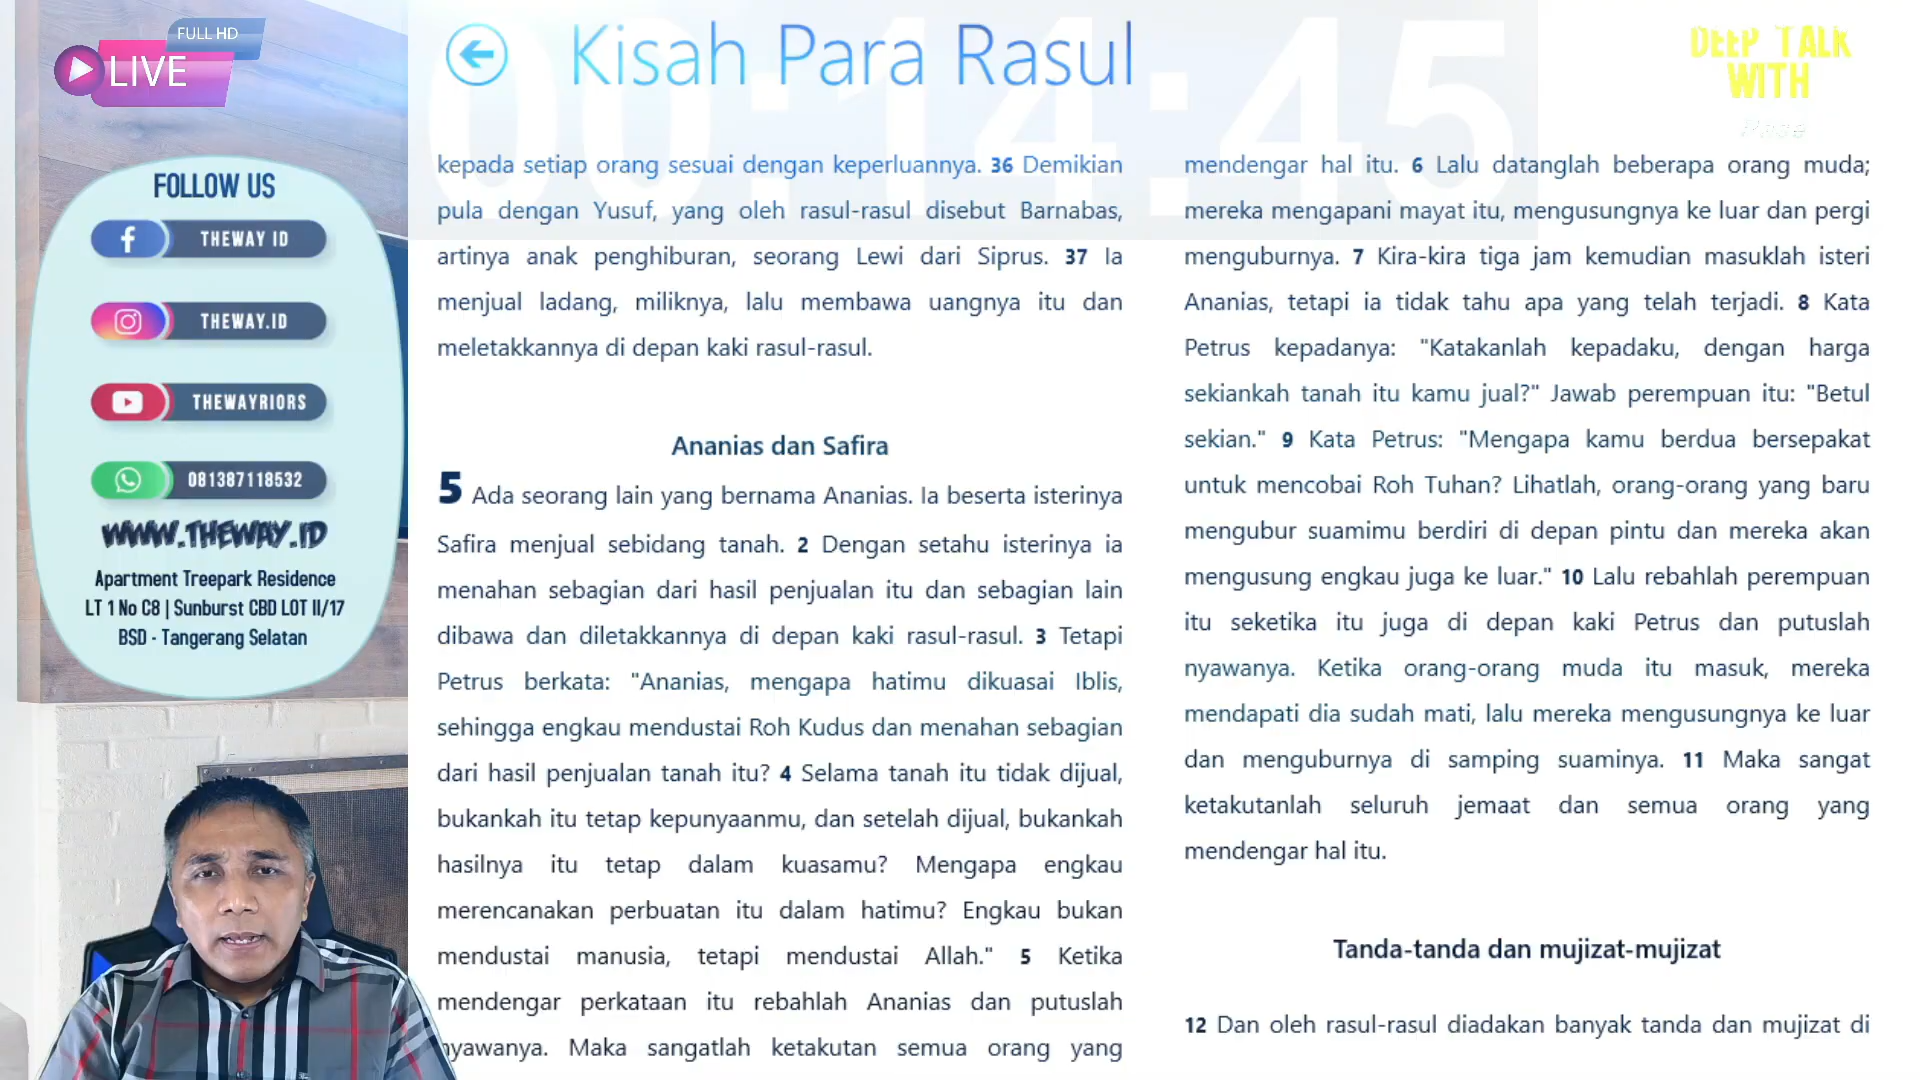 FULL HD
LIVE
FOLLOW US
THEWAY ID
THEWAY.ID
THEWAYRIORS
081387118532
WWW.THEWAY.ID
Apartment Treepark Residence
LT 1 No C8 | Sunburst CBD LOT II/17
BSD - Tangerang Selatan
00:14:45
Kisah Para Rasul
DEEP TALK
WITH
kepada setiap orang sesuai dengan keperluannya. 36 Demikian
pula dengan Yusuf, yang oleh rasul-rasul disebut Barnabas,
artinya anak penghiburan, seorang Lewi dari Siprus. 37 Ia
menjual ladang, miliknya, lalu membawa uangnya itu dan
meletakkannya di depan kaki rasul-rasul.
Ananias dan Safira
5 Ada seorang lain yang bernama Ananias. Ia beserta isterinya
Safira menjual sebidang tanah. 2 Dengan setahu isterinya ia
menahan sebagian dari hasil penjualan itu dan sebagian lain
dibawa dan diletakkannya di depan kaki rasul-rasul. 3 Tetapi
Petrus berkata: "Ananias, mengapa hatimu dikuasai Iblis,
sehingga engkau mendustai Roh Kudus dan menahan sebagian
dari hasil penjualan tanah itu? 4 Selama tanah itu tidak dijual,
bukankah itu tetap kepunyaanmu, dan setelah dijual, bukankah
hasilnya itu tetap dalam kuasamu? Mengapa engkau
merencanakan perbuatan itu dalam hatimu? Engkau bukan
mendustai manusia, tetapi mendustai Allah." 5 Ketika
mendengar perkataan itu rebahlah Ananias dan putuslah
nyawanya. Maka sangatlah ketakutan semua orang yang
mendengar hal itu. 6 Lalu datanglah beberapa orang muda;
mereka mengapani mayat itu, mengusungnya ke luar dan pergi
menguburnya. 7 Kira-kira tiga jam kemudian masuklah isteri
Ananias, tetapi ia tidak tahu apa yang telah terjadi. 8 Kata
Petrus kepadanya: "Katakanlah kepadaku, dengan harga
sekiankah tanah itu kamu jual?" Jawab perempuan itu: "Betul
sekian." 9 Kata Petrus: "Mengapa kamu berdua bersepakat
untuk mencobai Roh Tuhan? Lihatlah, orang-orang yang baru
mengubur suamimu berdiri di depan pintu dan mereka akan
mengusung engkau juga ke luar." 10 Lalu rebahlah perempuan
itu seketika itu juga di depan kaki Petrus dan putuslah
nyawanya. Ketika orang-orang muda itu masuk, mereka
mendapati dia sudah mati, lalu mereka mengusungnya ke luar
dan menguburnya di samping suaminya. 11 Maka sangat
ketakutanlah seluruh jemaat dan semua orang yang
mendengar hal itu.
Tanda-tanda dan mujizat-mujizat
12 Dan oleh rasul-rasul diadakan banyak tanda dan mujizat di